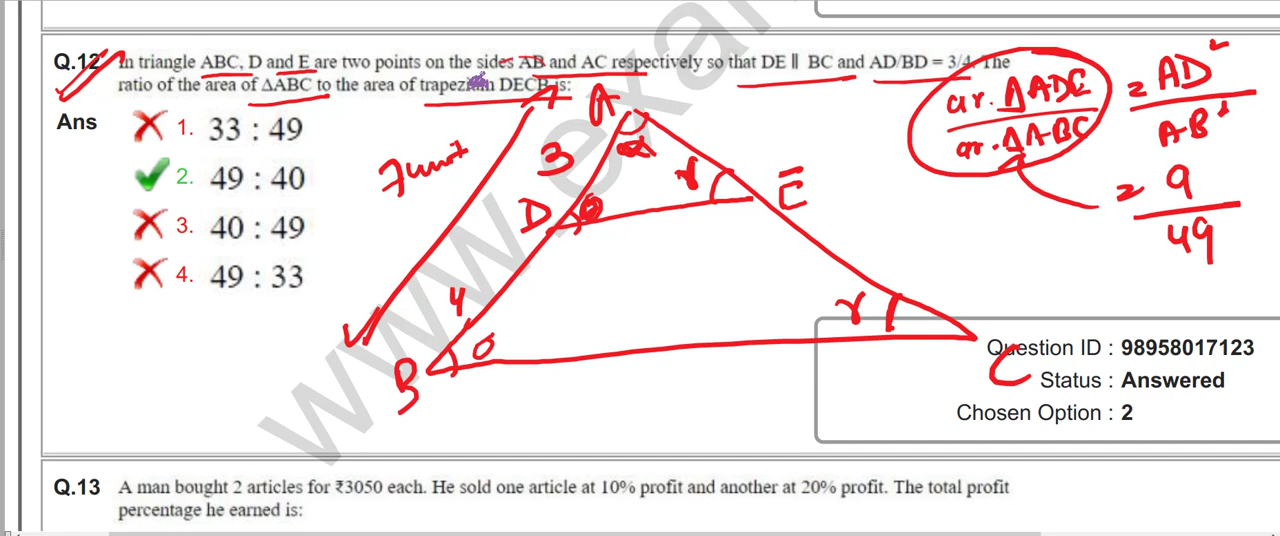 Q.12 In triangle ABC, D and E are two points on the sides AB and AC respectively so that DE ∥ BC and AD/BD = 3/4. The
ratio of the area of ΔABC to the area of trapezium DECB is:
Ans
1. 33 : 49
2. 49 : 40
3. 40 : 49
4. 49 : 33
7 unit
A
3
α
D
θ
γ
E
4
B
θ
γ
C
ar. ΔADE
ar. ΔABC
= AD²
AB²
= 9
49
www.exa
Question ID : 98958017123
Status : Answered
Chosen Option : 2
Q.13 A man bought 2 articles for ₹3050 each. He sold one article at 10% profit and another at 20% profit. The total profit
percentage he earned is: